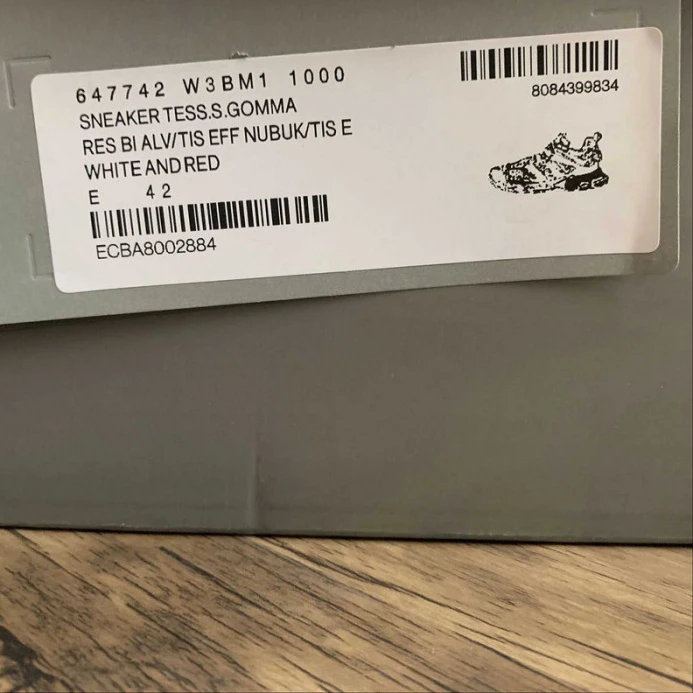 647742 W3BM1 1000
SNEAKER TESS.S.GOMMA
RES BI ALV/TIS EFF NUBUK/TIS E
WHITE AND RED
E 42
ECBA8002884
8084399834